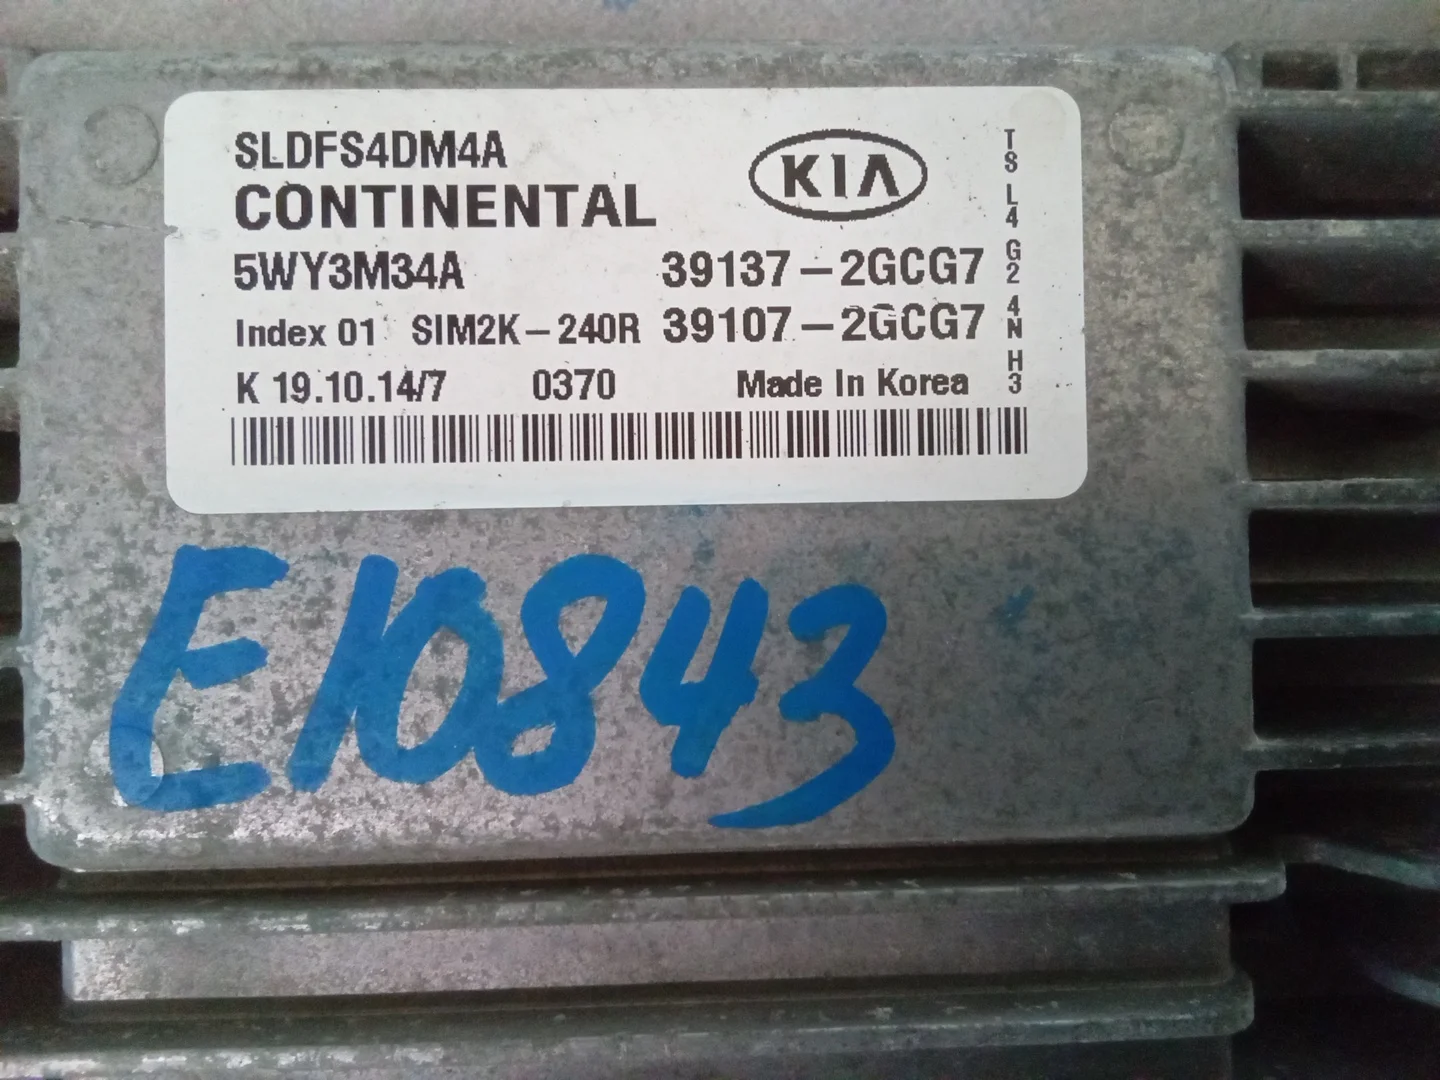 SLDFS4DM4A
CONTINENTAL
KIA
5WY3M34A 39137-2GCG7
Index 01 SIM2K-240R 39107-2GCG7
K 19.10.14/7 0370 Made In Korea
TS L4 G2 4N H3
E10843